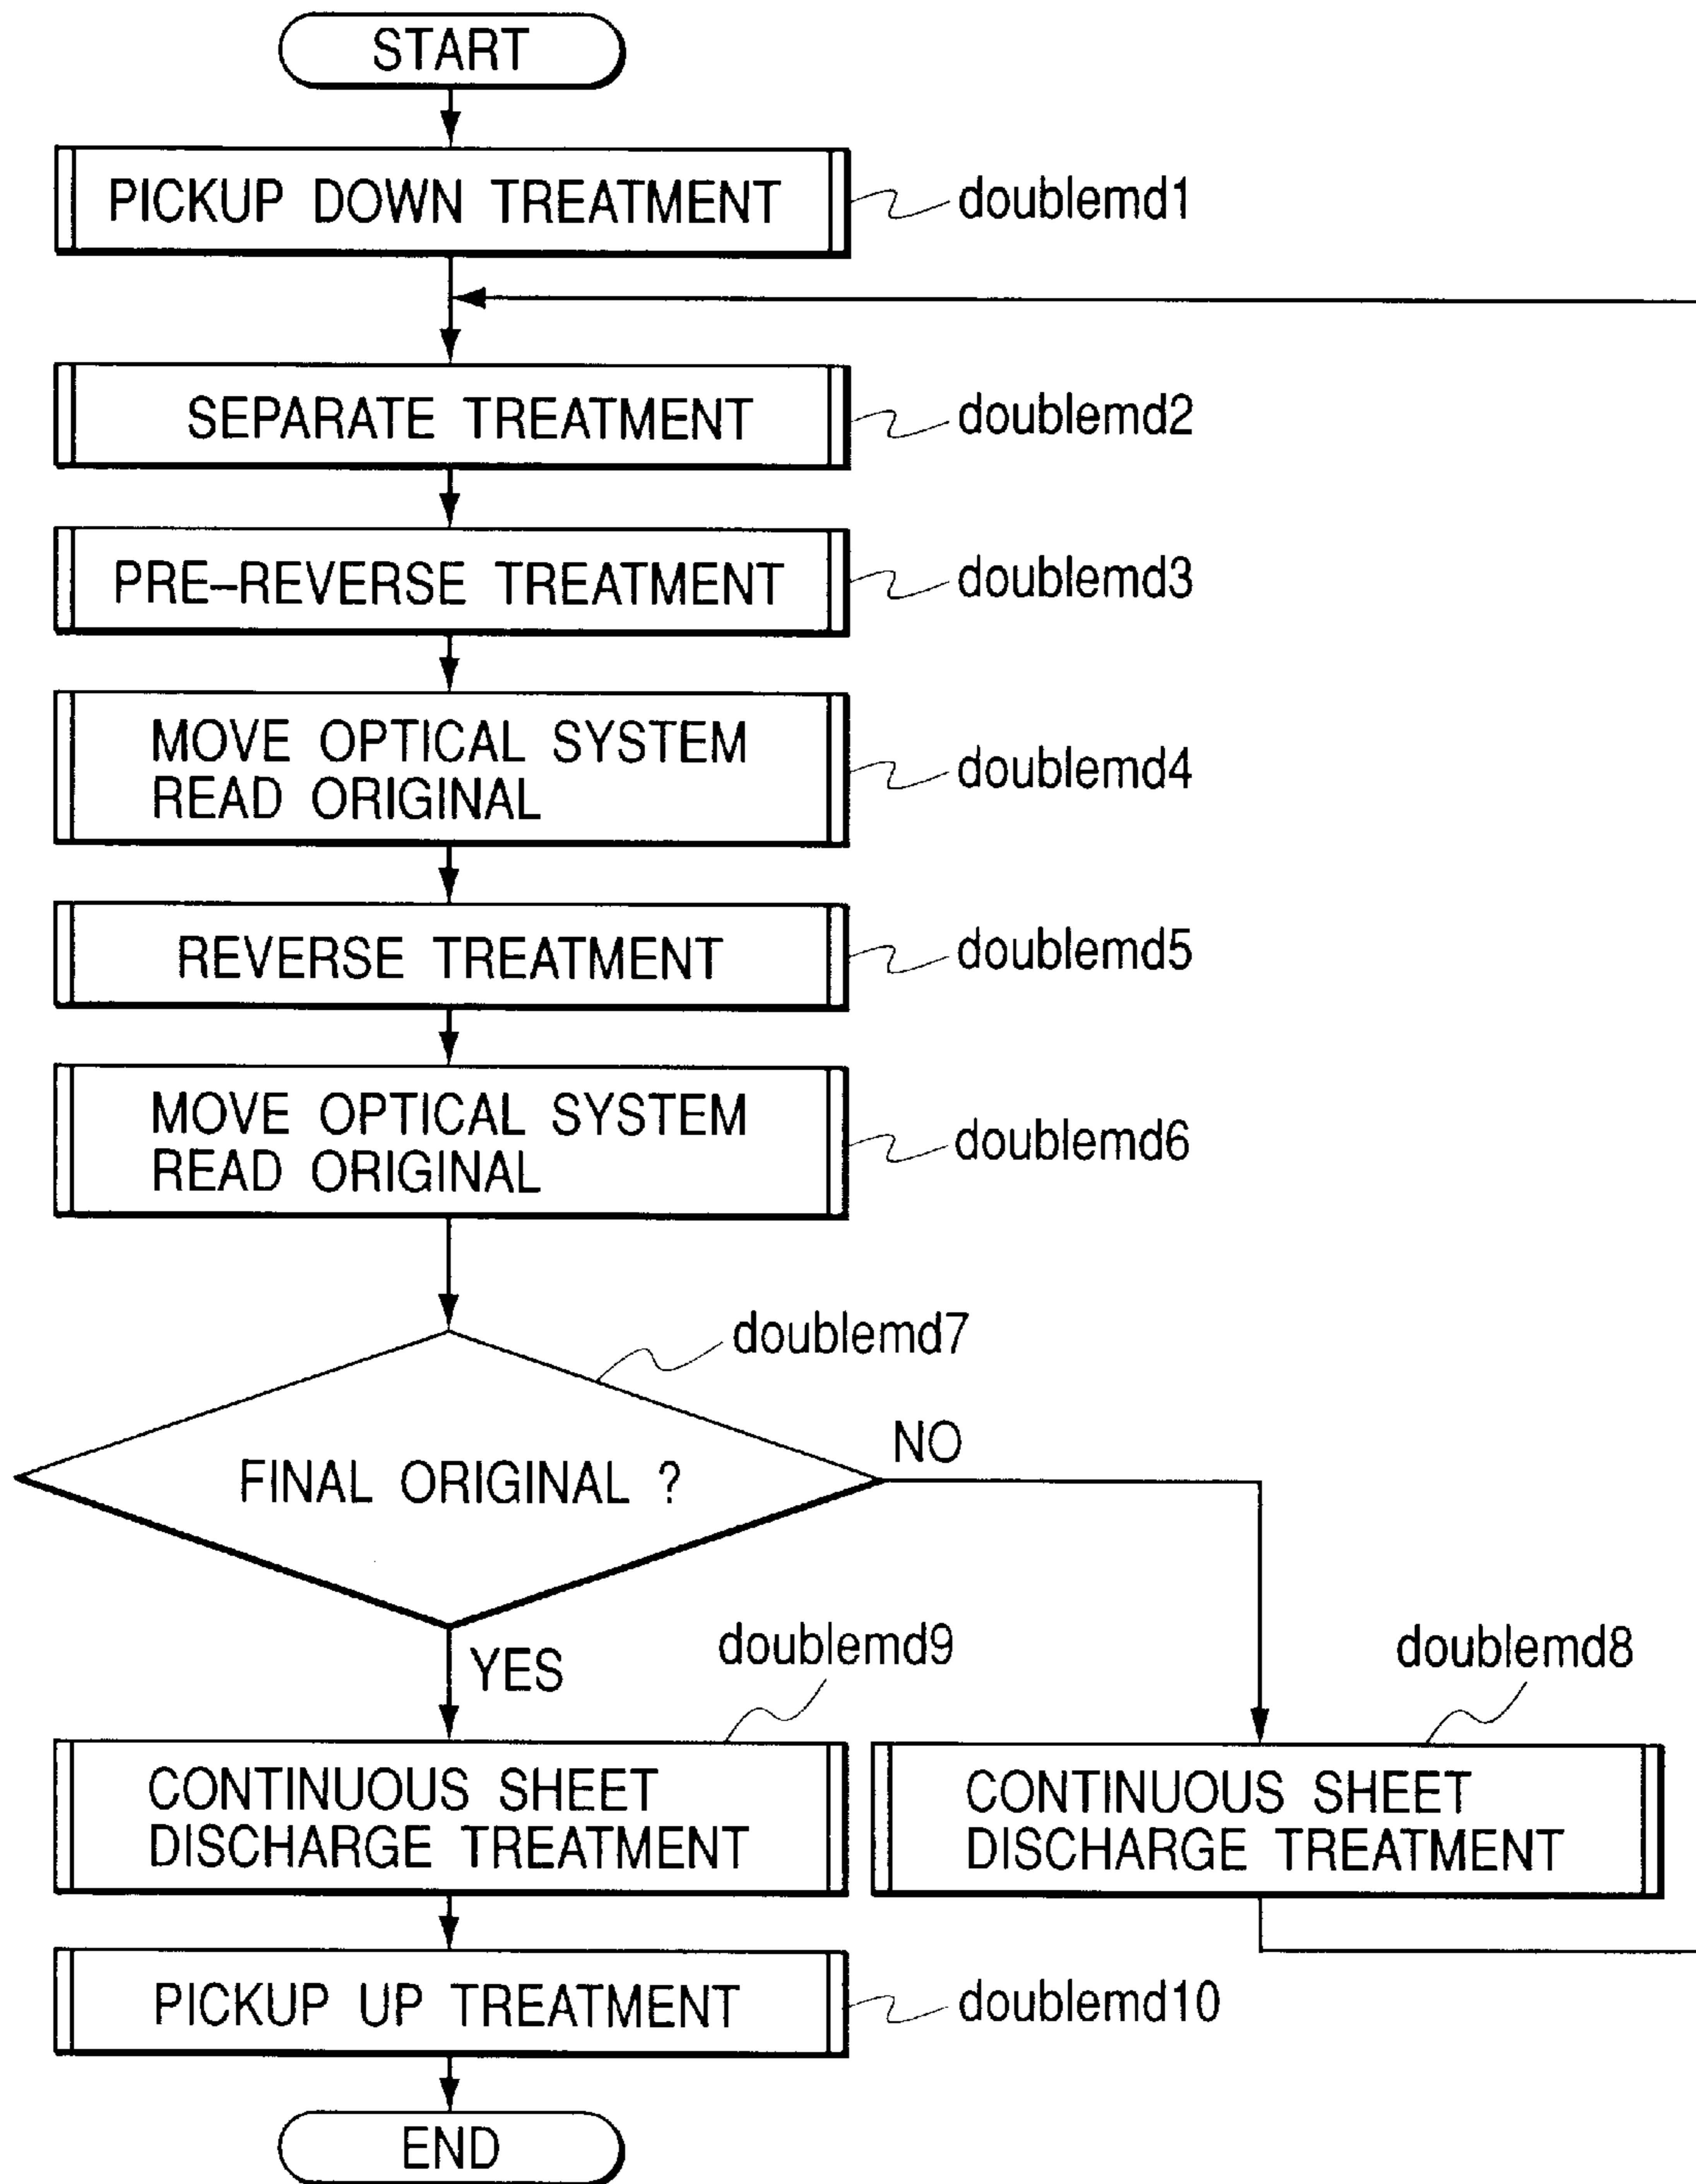 START
PICKUP DOWN TREATMENT
doublemd1
SEPARATE TREATMENT
doublemd2
PRE-REVERSE TREATMENT
doublemd3
MOVE OPTICAL SYSTEM
READ ORIGINAL
doublemd4
REVERSE TREATMENT
doublemd5
MOVE OPTICAL SYSTEM
READ ORIGINAL
doublemd6
doublemd7
FINAL ORIGINAL ?
NO
YES
doublemd9
doublemd8
CONTINUOUS SHEET
DISCHARGE TREATMENT
CONTINUOUS SHEET
DISCHARGE TREATMENT
PICKUP UP TREATMENT
doublemd10
END